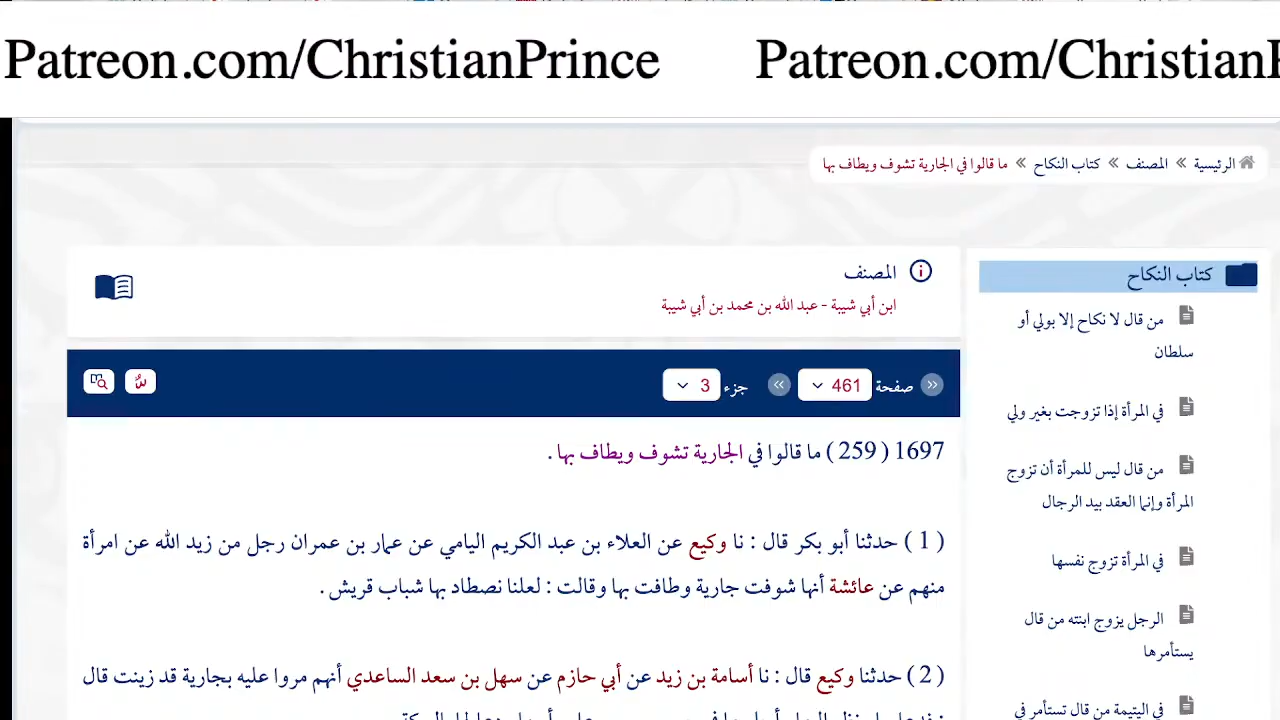 Patreon.com/ChristianPrince Patreon.com/Christian
الرئيسية » المصنف » كتاب النكاح » ما قالوا في الجارية تشوف ويطاف بها
المصنف
ابن أبي شيبة - عبد الله بن محمد بن أبي شيبة
صفحة 461 جزء 3
1697 ( 259 ) ما قالوا في الجارية تشوف ويطاف بها .
( 1 ) حدثنا أبو بكر قال : نا وكيع عن العلاء بن عبد الكريم اليامي عن عمار بن عمران رجل من زيد الله عن امرأة
منهم عن عائشة أنها شوفت جارية وطافت بها وقالت : لعلنا نصطاد بها شباب قريش .
( 2 ) حدثنا وكيع قال : نا أسامة بن زيد عن أبي حازم عن سهل بن سعد الساعدي أنهم مروا عليه بجارية قد زينت قال
كتاب النكاح
من قال لا نكاح إلا بولي أو
سلطان
في المرأة إذا تزوجت بغير ولي
من قال ليس للمرأة أن تزوج
المرأة وإنما العقد بيد الرجال
في المرأة تزوج نفسها
الرجل يزوج ابنته من قال
يستأمرها
في اليتيمة من قال تستأمر في